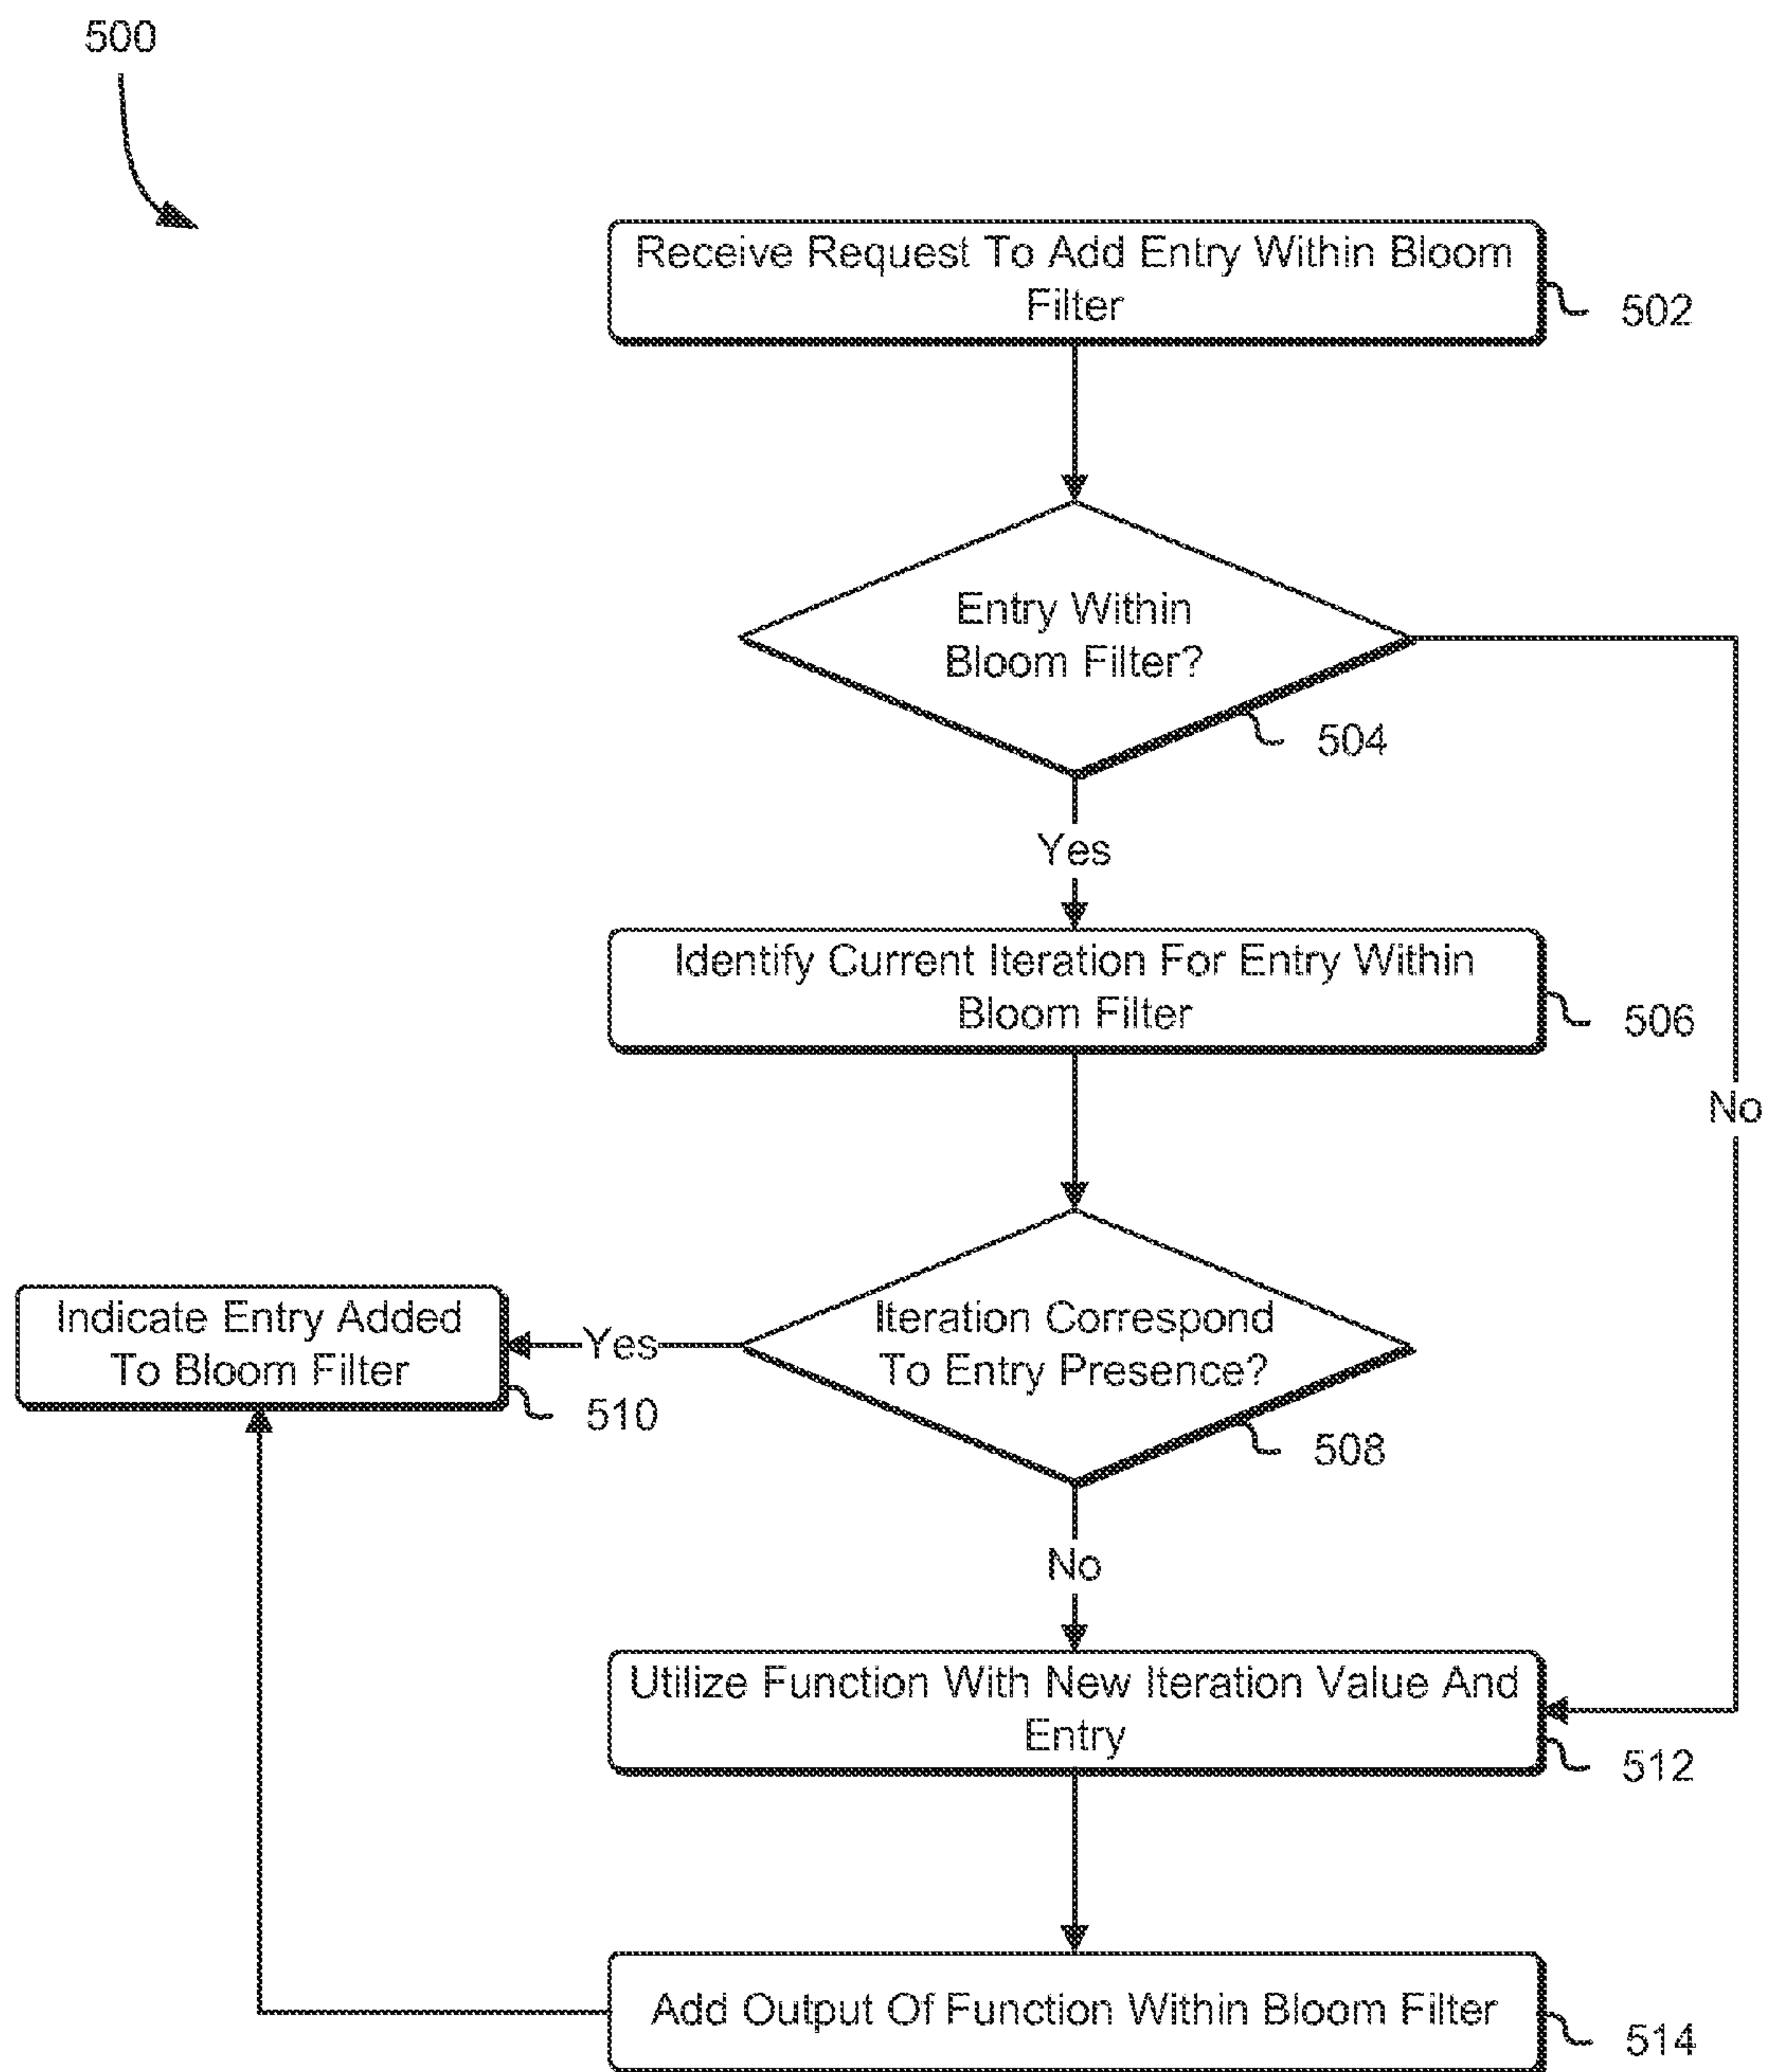 500
Receive Request To Add Entry Within Bloom
Filter
502
Entry Within
Bloom Filter?
504
Yes
Identify Current Iteration For Entry Within
Bloom Filter
506
No
Iteration Correspond
To Entry Presence?
508
Yes
Indicate Entry Added
To Bloom Filter
510
No
Utilize Function With New Iteration Value And
Entry
512
Add Output Of Function Within Bloom Filter
514